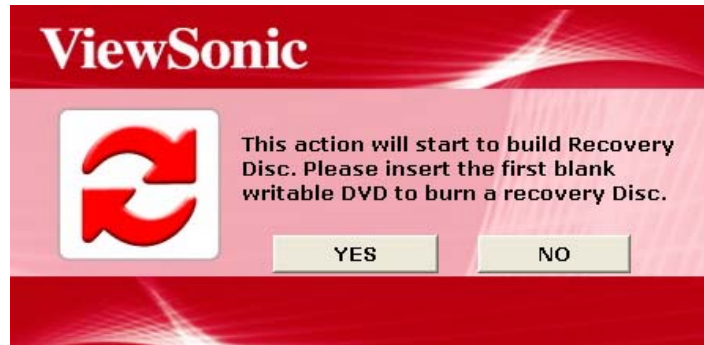 ViewSonic
This action will start to build Recovery
Disc. Please insert the first blank
writable DVD to burn a recovery Disc.
YES NO